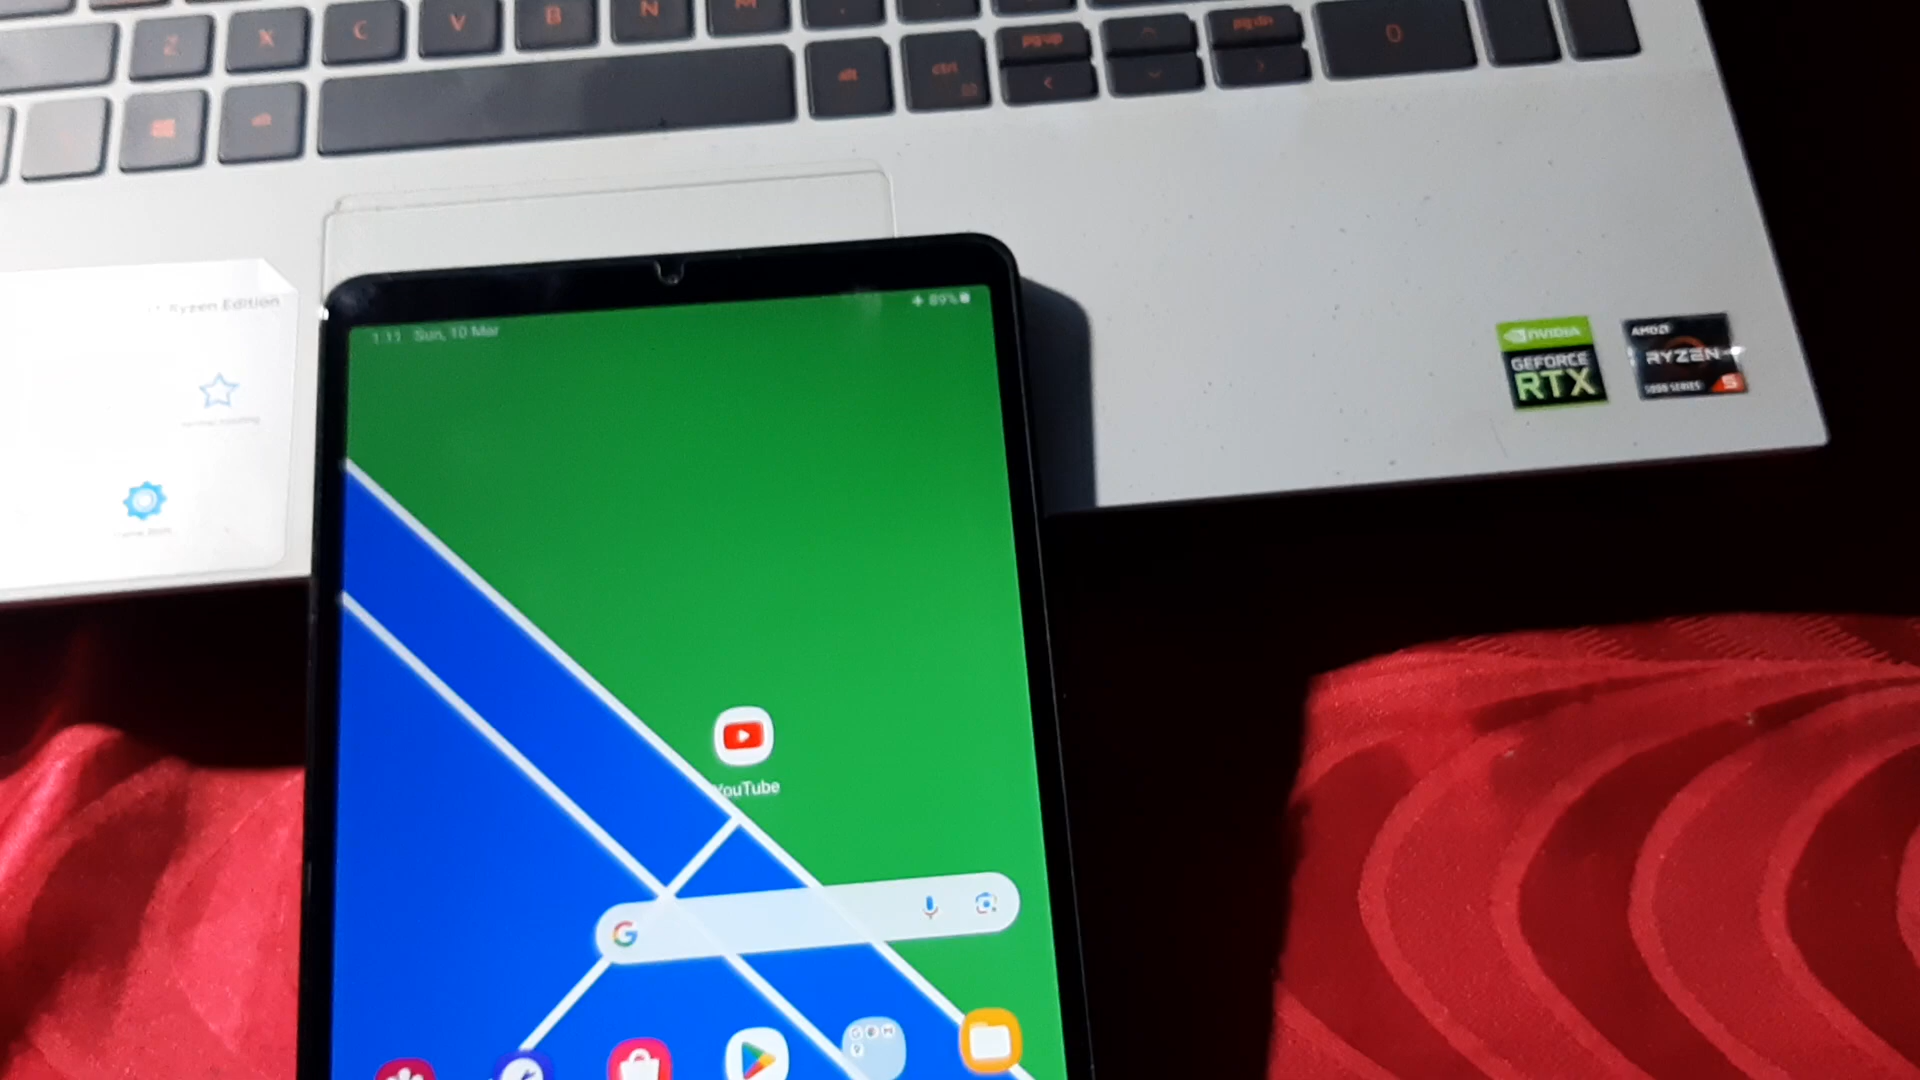 Z X C V B N M
alt alt ctrl pg up pg dn 0
Ryzen Edition
1:11 Sun, 10 Mar
89%
NVIDIA
GEFORCE
RTX
AMD
RYZEN
5000 SERIES 5
YouTube
G